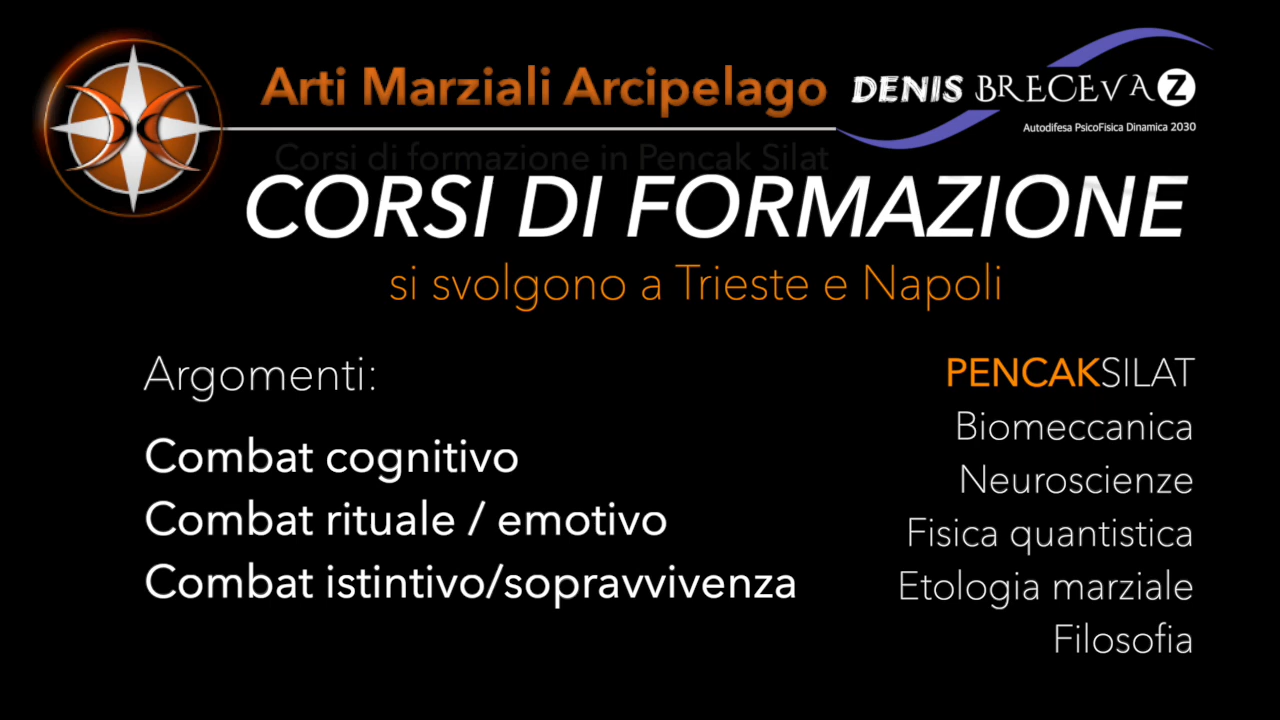 Arti Marziali Arcipelago
DENIS BRECEVAZ
Autodifesa PsicoFisica Dinamica 2030
Corsi di formazione in Pencak Silat
CORSI DI FORMAZIONE
si svolgono a Trieste e Napoli
Argomenti:
Combat cognitivo
Combat rituale / emotivo
Combat istintivo/sopravvivenza
PENCAKSILAT
Biomeccanica
Neuroscienze
Fisica quantistica
Etologia marziale
Filosofia